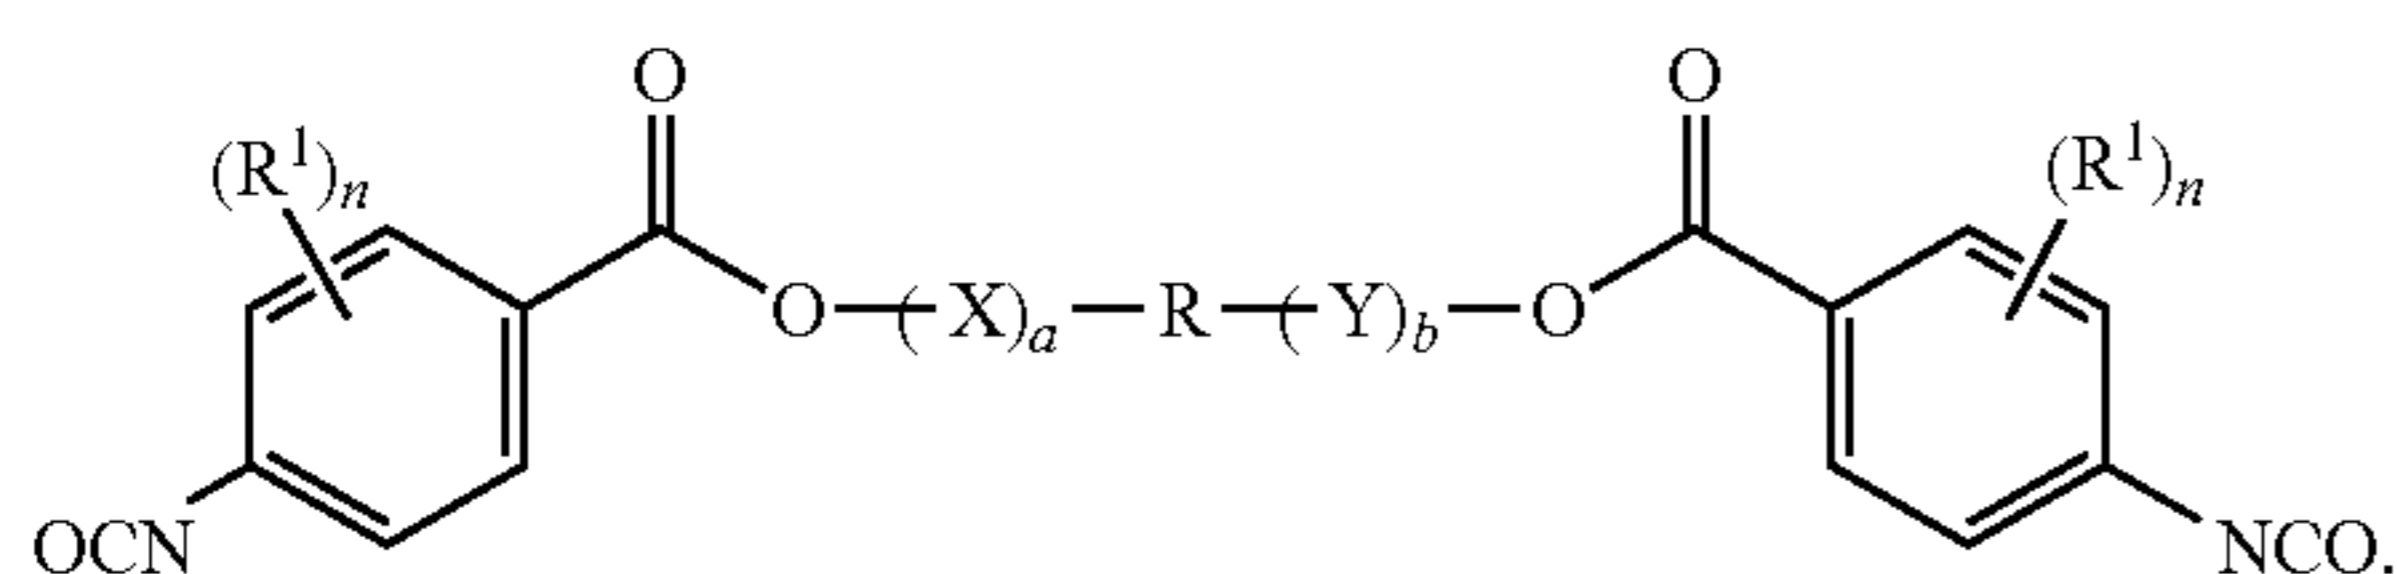 O O
(R¹)n (R¹)n
O—(X)a—R—(Y)b—O
OCN NCO.